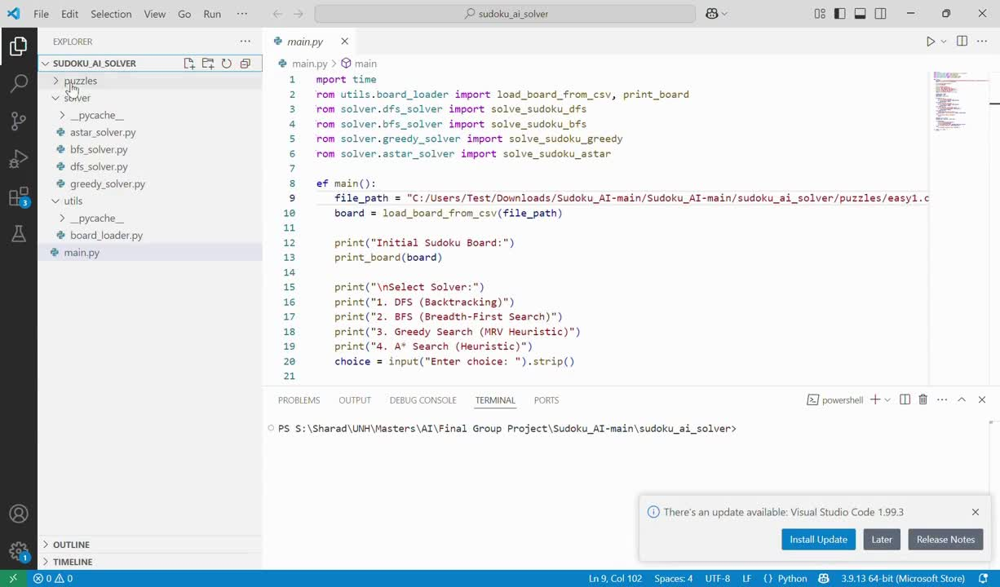 File Edit Selection View Go Run ···
sudoku_ai_solver
EXPLORER
SUDOKU_AI_SOLVER
puzzles
solver
__pycache__
astar_solver.py
bfs_solver.py
dfs_solver.py
greedy_solver.py
utils
__pycache__
board_loader.py
main.py
OUTLINE
TIMELINE
3
1
main.py
main.py > main
1 mport time
2 rom utils.board_loader import load_board_from_csv, print_board
3 rom solver.dfs_solver import solve_sudoku_dfs
4 rom solver.bfs_solver import solve_sudoku_bfs
5 rom solver.greedy_solver import solve_sudoku_greedy
6 rom solver.astar_solver import solve_sudoku_astar
7
8 ef main():
9 file_path = "C:/Users/Test/Downloads/Sudoku_AI-main/Sudoku_AI-main/sudoku_ai_solver/puzzles/easy1.c
10 board = load_board_from_csv(file_path)
11
12 print("Initial Sudoku Board:")
13 print_board(board)
14
15 print("\nSelect Solver:")
16 print("1. DFS (Backtracking)")
17 print("2. BFS (Breadth-First Search)")
18 print("3. Greedy Search (MRV Heuristic)")
19 print("4. A* Search (Heuristic)")
20 choice = input("Enter choice: ").strip()
21
PROBLEMS OUTPUT DEBUG CONSOLE TERMINAL PORTS powershell
PS S:\Sharad\UNH\Masters\AI\Final Group Project\Sudoku_AI-main\sudoku_ai_solver>
There's an update available: Visual Studio Code 1.99.3
Install Update Later Release Notes
0 0 Ln 9, Col 102 Spaces: 4 UTF-8 LF {} Python 3.9.13 64-bit (Microsoft Store)